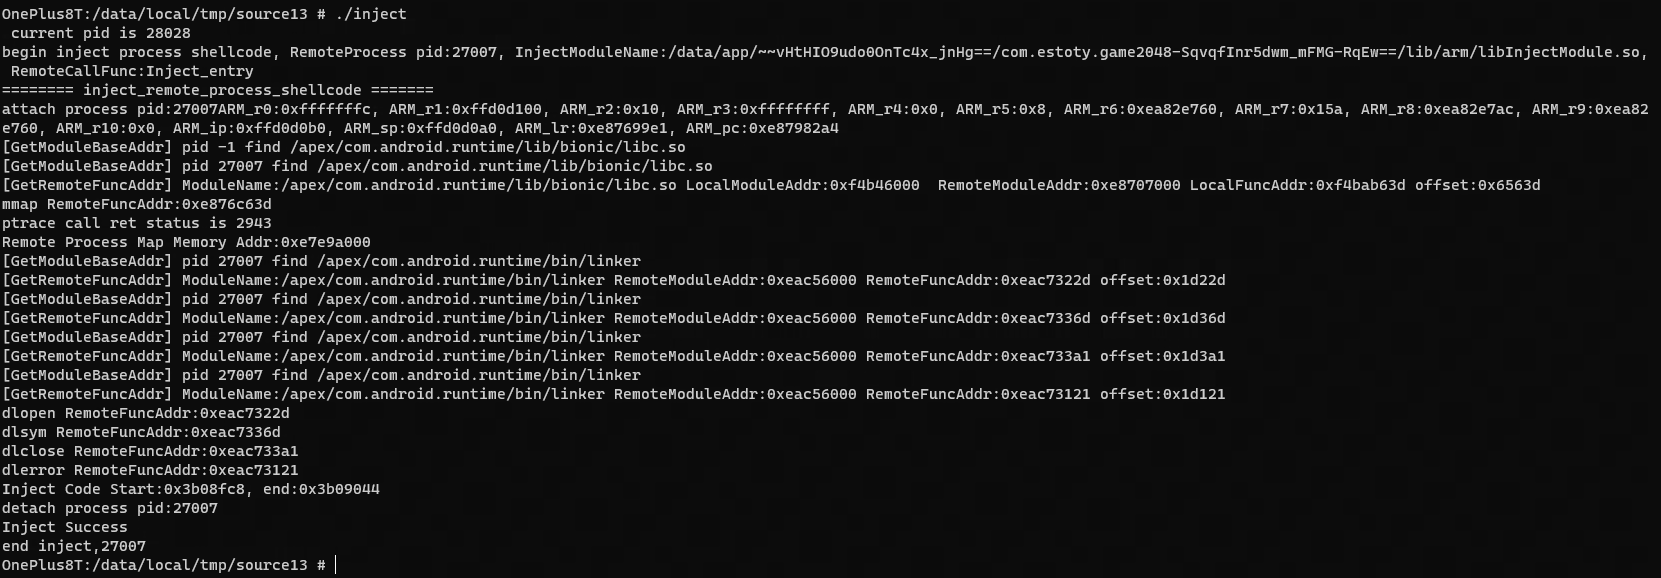 OnePlus8T:/data/local/tmp/source13 # ./inject
 current pid is 28028
begin inject process shellcode, RemoteProcess pid:27007, InjectModuleName:/data/app/~~vHtHIO9udo0OnTc4x_jnHg==/com.estoty.game2048-SqvqfInr5dwm_mFMG-RqEw==/lib/arm/libInjectModule.so,
 RemoteCallFunc:Inject_entry
======== inject_remote_process_shellcode =======
attach process pid:27007ARM_r0:0xfffffffc, ARM_r1:0xffd0d100, ARM_r2:0x10, ARM_r3:0xffffffff, ARM_r4:0x0, ARM_r5:0x8, ARM_r6:0xea82e760, ARM_r7:0x15a, ARM_r8:0xea82e7ac, ARM_r9:0xea82
e760, ARM_r10:0x0, ARM_ip:0xffd0d0b0, ARM_sp:0xffd0d0a0, ARM_lr:0xe87699e1, ARM_pc:0xe87982a4
[GetModuleBaseAddr] pid -1 find /apex/com.android.runtime/lib/bionic/libc.so
[GetModuleBaseAddr] pid 27007 find /apex/com.android.runtime/lib/bionic/libc.so
[GetRemoteFuncAddr] ModuleName:/apex/com.android.runtime/lib/bionic/libc.so LocalModuleAddr:0xf4b46000  RemoteModuleAddr:0xe8707000 LocalFuncAddr:0xf4bab63d offset:0x6563d
mmap RemoteFuncAddr:0xe876c63d
ptrace call ret status is 2943
Remote Process Map Memory Addr:0xe7e9a000
[GetModuleBaseAddr] pid 27007 find /apex/com.android.runtime/bin/linker
[GetRemoteFuncAddr] ModuleName:/apex/com.android.runtime/bin/linker RemoteModuleAddr:0xeac56000 RemoteFuncAddr:0xeac7322d offset:0x1d22d
[GetModuleBaseAddr] pid 27007 find /apex/com.android.runtime/bin/linker
[GetRemoteFuncAddr] ModuleName:/apex/com.android.runtime/bin/linker RemoteModuleAddr:0xeac56000 RemoteFuncAddr:0xeac7336d offset:0x1d36d
[GetModuleBaseAddr] pid 27007 find /apex/com.android.runtime/bin/linker
[GetRemoteFuncAddr] ModuleName:/apex/com.android.runtime/bin/linker RemoteModuleAddr:0xeac56000 RemoteFuncAddr:0xeac733a1 offset:0x1d3a1
[GetModuleBaseAddr] pid 27007 find /apex/com.android.runtime/bin/linker
[GetRemoteFuncAddr] ModuleName:/apex/com.android.runtime/bin/linker RemoteModuleAddr:0xeac56000 RemoteFuncAddr:0xeac73121 offset:0x1d121
dlopen RemoteFuncAddr:0xeac7322d
dlsym RemoteFuncAddr:0xeac7336d
dlclose RemoteFuncAddr:0xeac733a1
dlerror RemoteFuncAddr:0xeac73121
Inject Code Start:0x3b08fc8, end:0x3b09044
detach process pid:27007
Inject Success
end inject,27007
OnePlus8T:/data/local/tmp/source13 #